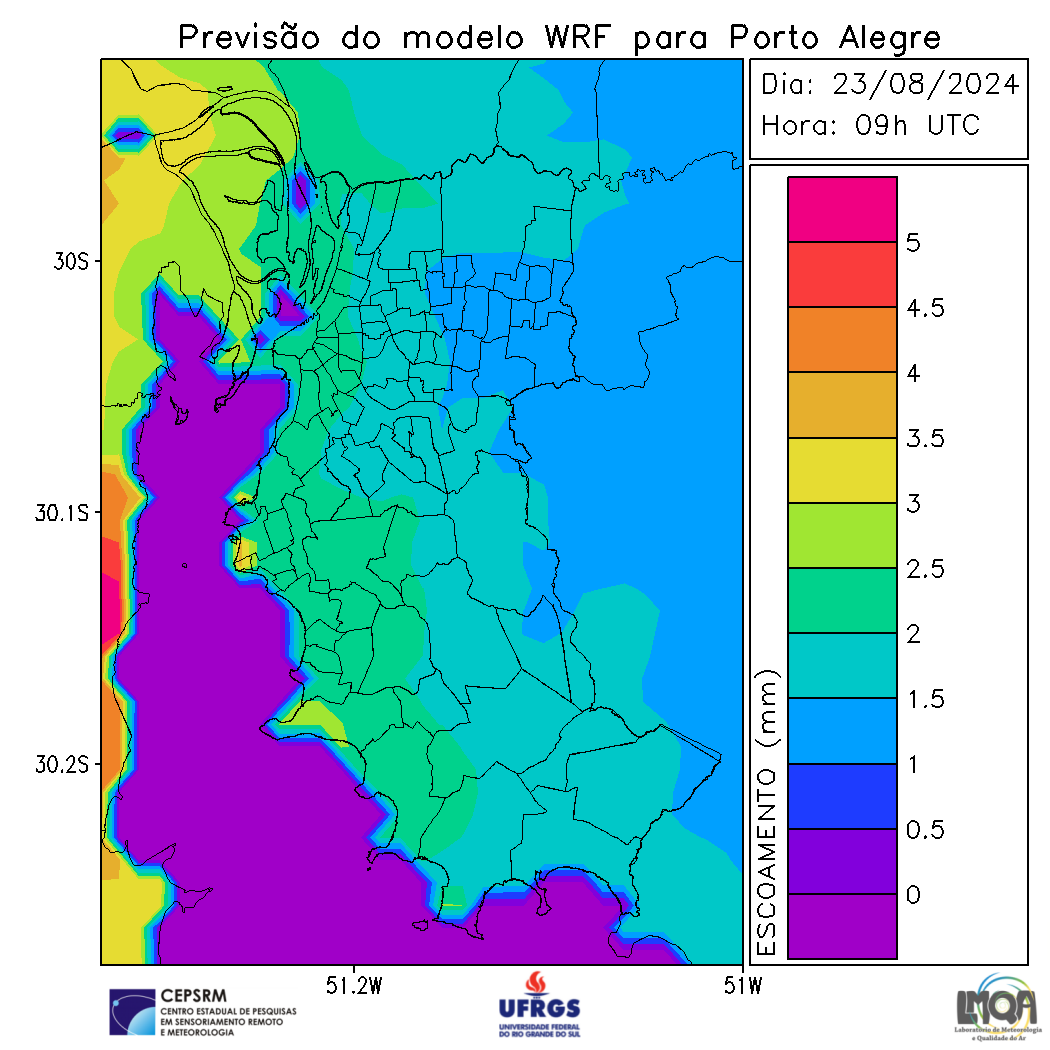 Previsão do modelo WRF para Porto Alegre
Dia: 23/08/2024
Hora: 09h UTC
30S
30.1S
30.2S
51.2W
51W
5
4.5
4
3.5
3
2.5
2
1.5
1
0.5
0
ESCOAMENTO (mm)
CEPSRM
CENTRO ESTADUAL DE PESQUISAS
EM SENSORIAMENTO REMOTO
E METEOROLOGIA
UFRGS
UNIVERSIDADE FEDERAL
DO RIO GRANDE DO SUL
LMQA
Laboratório de Meteorologia
e Qualidade do Ar